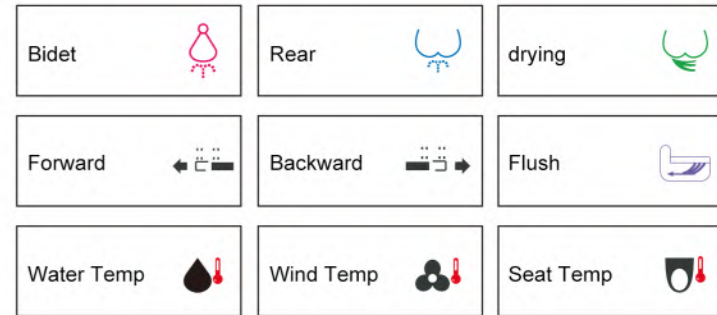 Bidet
Rear
drying
Forward
Backward
Flush
Water Temp
Wind Temp
Seat Temp